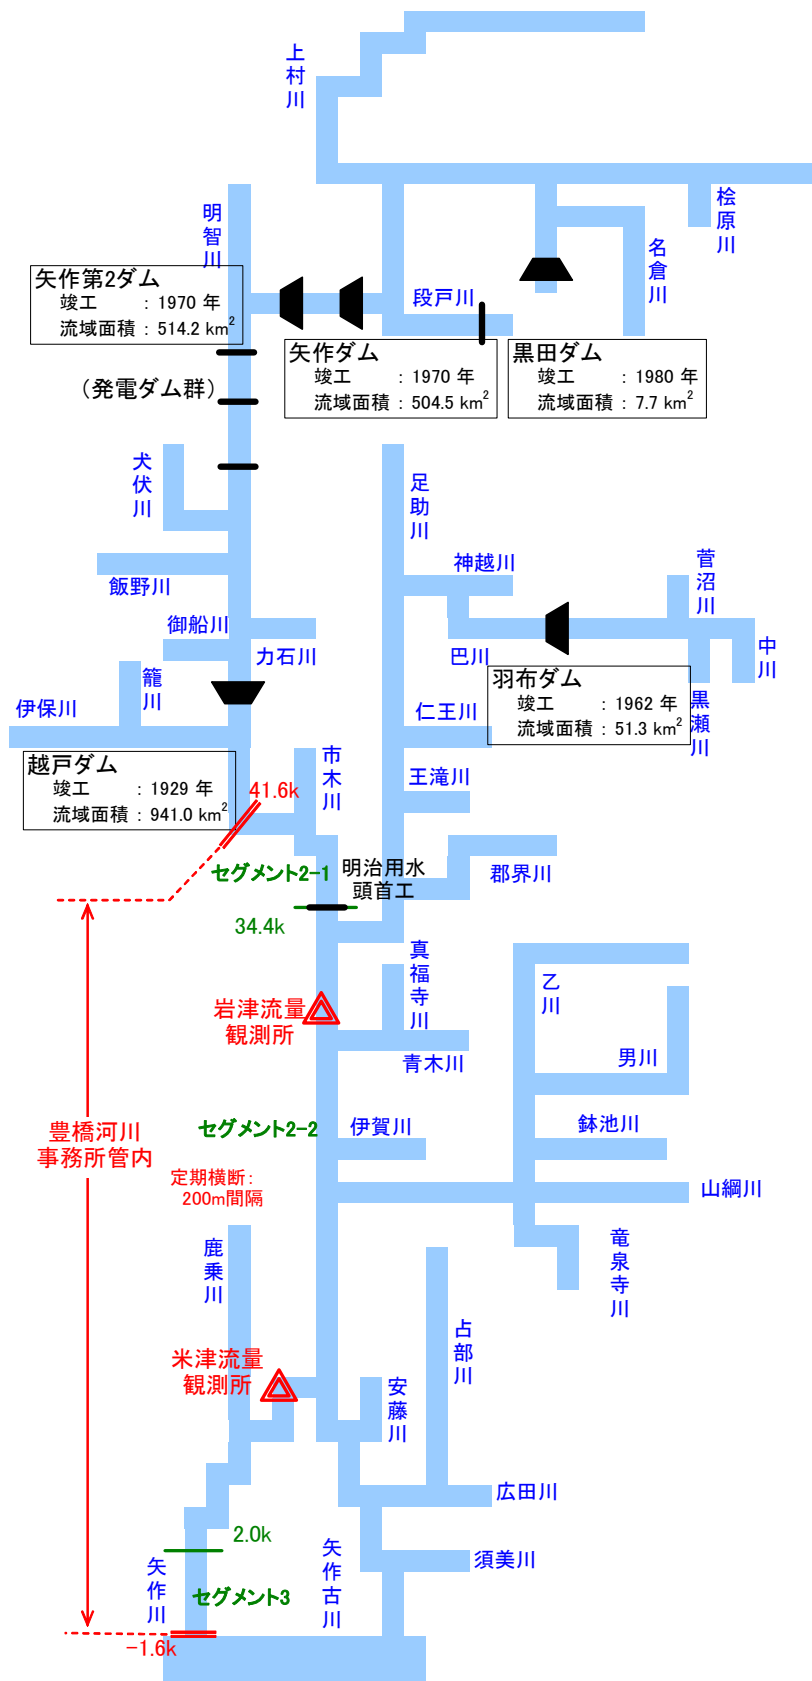 上村川
桧原川
明智川
名倉川
矢作第2ダム
竣工 : 1970 年
流域面積 : 514.2 km²
段戸川
矢作ダム
竣工 : 1970 年
流域面積 : 504.5 km²
黒田ダム
竣工 : 1980 年
流域面積 : 7.7 km²
(発電ダム群)
犬伏川
足助川
飯野川
神越川
菅沼川
御船川
力石川
巴川
中川
籠川
伊保川
羽布ダム
竣工 : 1962 年
流域面積 : 51.3 km²
黒瀬川
仁王川
越戸ダム
竣工 : 1929 年
流域面積 : 941.0 km²
市木川
王滝川
41.6k
セグメント2-1
明治用水
頭首工
郡界川
34.4k
真福寺川
乙川
岩津流量
観測所
青木川
男川
セグメント2-2
伊賀川
鉢池川
豊橋河川
事務所管内
定期横断:
200m間隔
山綱川
鹿乗川
竜泉寺川
占部川
米津流量
観測所
安藤川
広田川
2.0k
矢作川
矢作古川
須美川
セグメント3
-1.6k